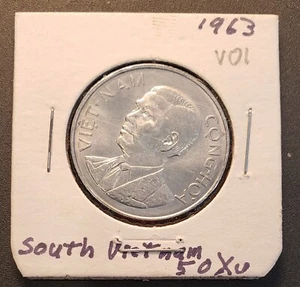 1963
VOI
VIỆT-NAM
CỘNG-HÒA
South Vietnam
50 Xu